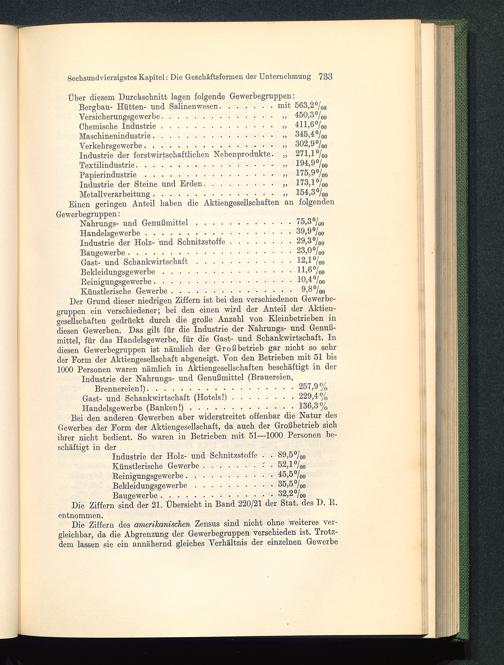 Sechsundvierzigstes Kapitel: Die Geschäftsformen der Unternehmung 733
Über diesem Durchschnitt lagen folgende Gewerbegruppen:
Bergbau- Hütten- und Salinenwesen. . . . . . . mit 563,2‰
Versicherungsgewerbe. . . . . . . . . . . . . „ 450,3‰
Chemische Industrie . . . . . . . . . . . . . „ 411,6‰
Maschinenindustrie. . . . . . . . . . . . . . „ 345,4‰
Verkehrsgewerbe. . . . . . . . . . . . . . . „ 302,9‰
Industrie der forstwirtschaftlichen Nebenprodukte. „ 271,1‰
Textilindustrie. . . . . . . . . . . . . . . „ 194,9‰
Papierindustrie . . . . . . . . . . . . . . „ 175,9‰
Industrie der Steine und Erden. . . . . . . . . „ 173,1‰
Metallverarbeitung . . . . . . . . . . . . . „ 154,3‰
Einen geringen Anteil haben die Aktiengesellschaften an folgenden
Gewerbegruppen:
Nahrungs- und Genußmittel . . . . . . . . . . . . 75,3‰
Handelsgewerbe . . . . . . . . . . . . . . . . 39,9‰
Industrie der Holz- und Schnitzstoffe . . . . . . . . 29,3‰
Baugewerbe . . . . . . . . . . . . . . . . . 23,0‰
Gast- und Schankwirtschaft . . . . . . . . . . . . 12,1‰
Bekleidungsgewerbe . . . . . . . . . . . . . . 11,6‰
Reinigungsgewerbe. . . . . . . . . . . . . . . 10,4‰
Künstlerische Gewerbe . . . . . . . . . . . . . 9,8‰
Der Grund dieser niedrigen Ziffern ist bei den verschiedenen Gewerbe-
gruppen ein verschiedener; bei den einen wird der Anteil der Aktien-
gesellschaften gedrückt durch die große Anzahl von Kleinbetrieben in
diesen Gewerben. Das gilt für die Industrie der Nahrungs- und Genuß-
mittel, für das Handelsgewerbe, für die Gast- und Schankwirtschaft. In
diesen Gewerbegruppen ist nämlich der Großbetrieb gar nicht so sehr
der Form der Aktiengesellschaft abgeneigt. Von den Betrieben mit 51 bis
1000 Personen waren nämlich in Aktiengesellschaften beschäftigt in der
Industrie der Nahrungs- und Genußmittel (Brauereien,
Brennereien!). . . . . . . . . . . . . . . . 257,9%
Gast- und Schankwirtschaft (Hotels!) . . . . . . . . 229,4%
Handelsgewerbe (Banken!) . . . . . . . . . . . . 136,3%
Bei den anderen Gewerben aber widerstreitet offenbar die Natur des
Gewerbes der Form der Aktiengesellschaft, da auch der Großbetrieb sich
ihrer nicht bedient. So waren in Betrieben mit 51—1000 Personen be-
schäftigt in der
Industrie der Holz- und Schnitzstoffe . . 89,5‰
Künstlerische Gewerbe . . . . . . . 52,1‰
Reinigungsgewerbe. . . . . . . . . 45,5‰
Bekleidungsgewerbe . . . . . . . . 35,5‰
Baugewerbe . . . . . . . . . . . 32,2‰
Die Ziffern sind der 21. Übersicht in Band 220/21 der Stat. des D. R.
entnommen.
Die Ziffern des amerikanischen Zensus sind nicht ohne weiteres ver-
gleichbar, da die Abgrenzung der Gewerbegruppen verschieden ist. Trotz-
dem lassen sie ein annähernd gleiches Verhältnis der einzelnen Gewerbe